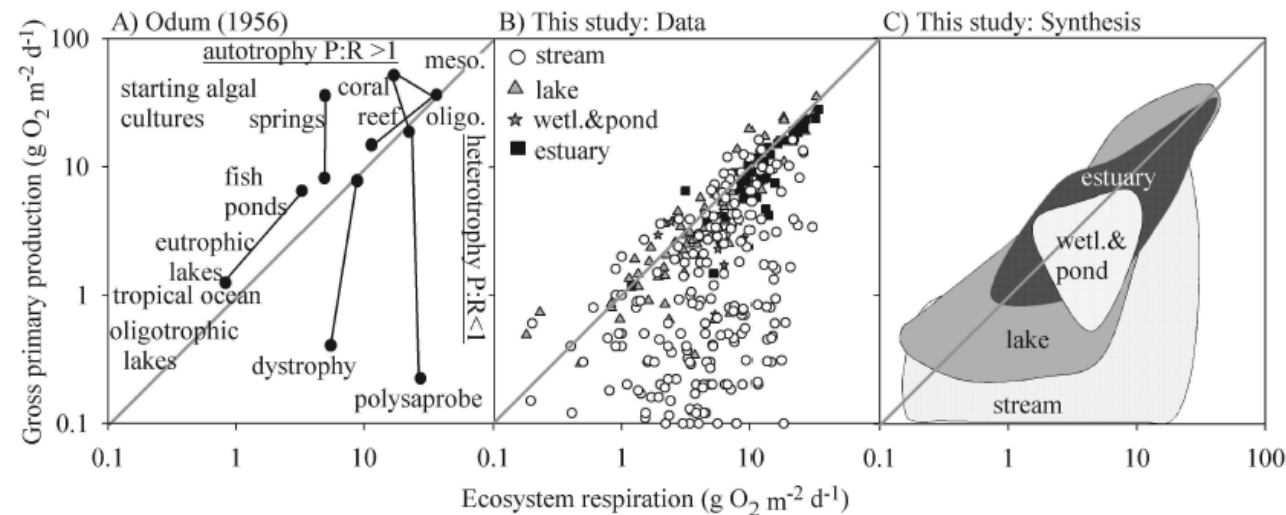 A) Odum (1956)
B) This study: Data
C) This study: Synthesis
Gross primary production (g O₂ m⁻² d⁻¹)
100
10
1
0.1
autotrophy P:R >1
meso.
starting algal
cultures
springs
coral
reef
oligo.
fish
ponds
eutrophic
lakes
tropical ocean
oligotrophic
lakes
dystrophy
polysaprobe
heterotrophy P:R<1
stream
lake
wetl.&pond
estuary
estuary
wetl.&
pond
lake
stream
0.1
1
10
0.1
1
10
0.1
1
10
100
Ecosystem respiration (g O₂ m⁻² d⁻¹)